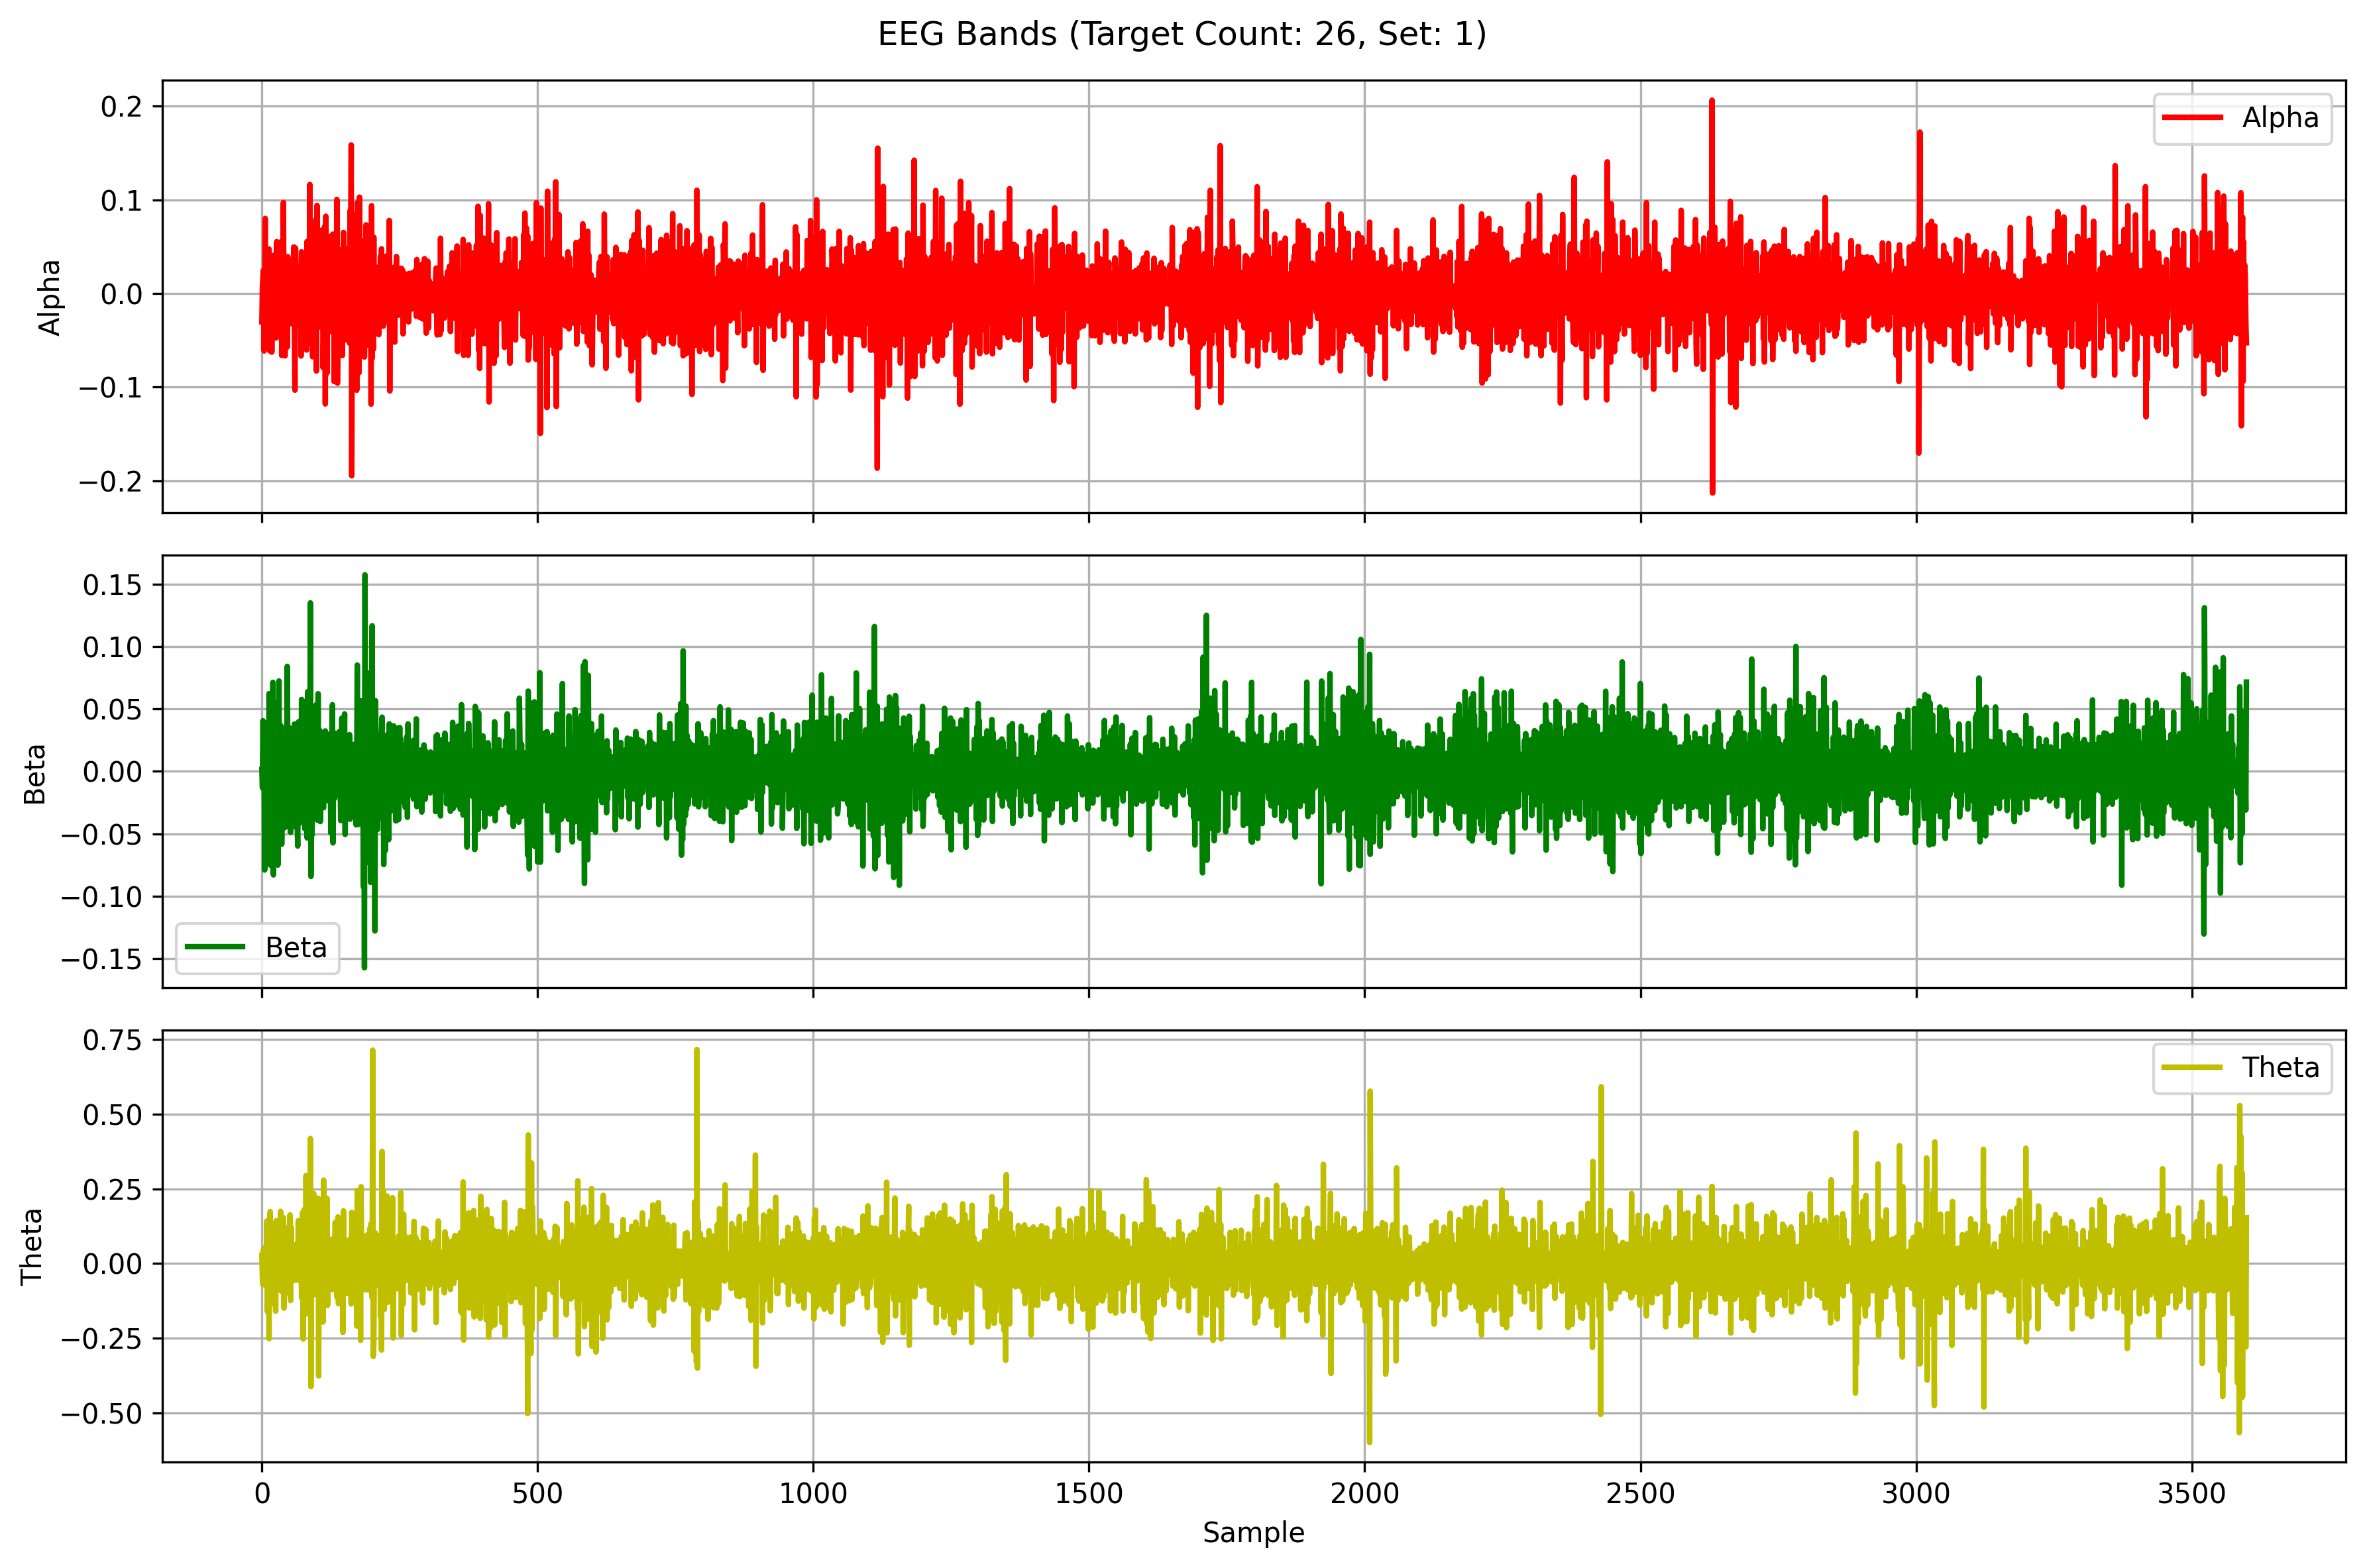 EEG Bands (Target Count: 26, Set: 1)
0.2
0.1
0.0
−0.1
−0.2
Alpha
Alpha
0.15
0.10
0.05
0.00
−0.05
−0.10
−0.15
Beta
Beta
0.75
0.50
0.25
0.00
−0.25
−0.50
Theta
Theta
0 500 1000 1500 2000 2500 3000 3500
Sample